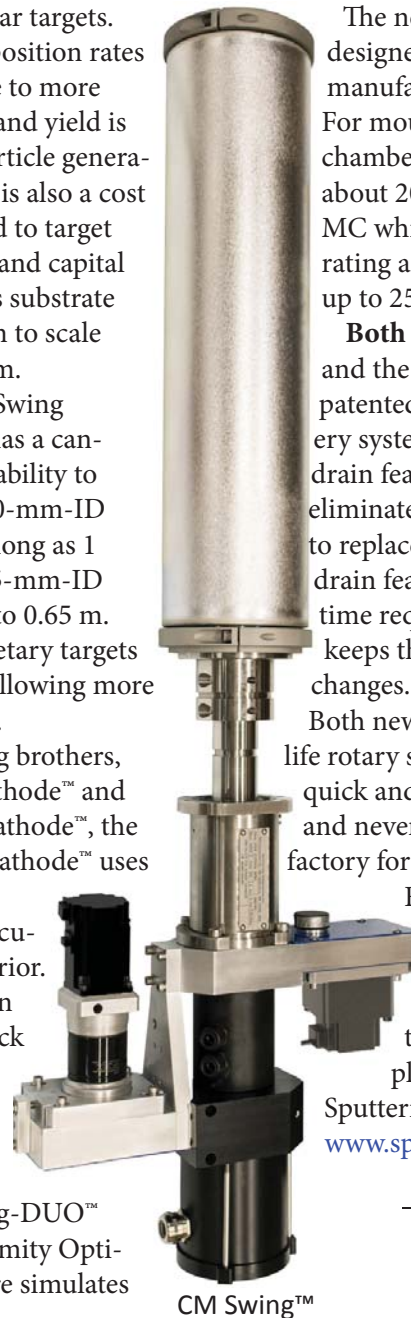 ar targets.
position rates
e to more
and yield is
rticle genera-
is also a cost
d to target
and capital
s substrate
n to scale
m.
Swing
has a can-
ability to
0-mm-ID
long as 1
5-mm-ID
to 0.65 m.
etary targets
llowing more
g brothers,
thode™ and
athode™, the
athode™ uses
cu-
rior.
n
ck
g-DUO™
mity Opti-
re simulates
The ne
designe
manufa
For mou
chambe
about 20
MC whi
rating a
up to 25
Both
and the
patented
ery syste
drain fea
eliminate
to replace
drain fea
time req
keeps th
changes.
Both new
life rotary s
quick and
and never
factory for
t
pl
Sputteri
www.sp
CM Swing™